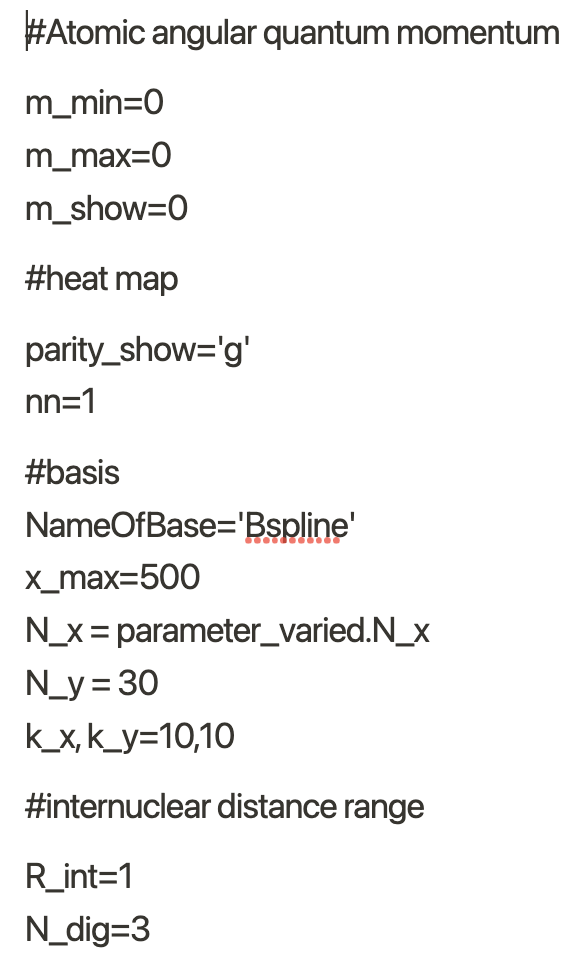 #Atomic angular quantum momentum
m_min=0
m_max=0
m_show=0
#heat map
parity_show='g'
nn=1
#basis
NameOfBase='Bspline'
x_max=500
N_x = parameter_varied.N_x
N_y = 30
k_x, k_y=10,10
#internuclear distance range
R_int=1
N_dig=3